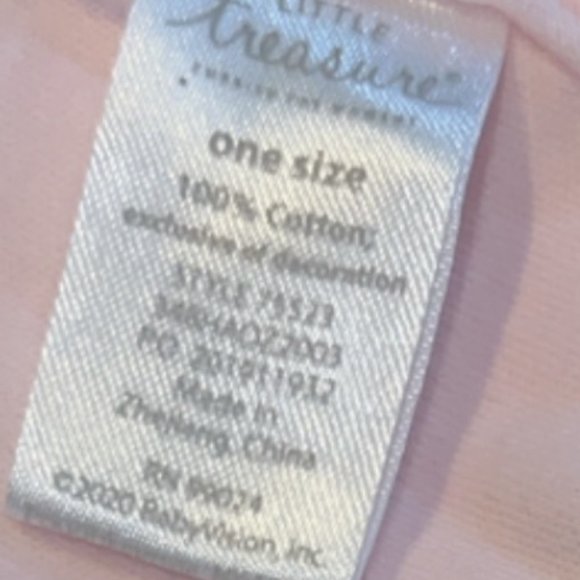 LITTLE
treasure
one size
100% Cotton;
exclusive of decoration
STYLE 75523
PO
Made in
Zhejiang, China
RN 99024
©2020 BabyVision, Inc